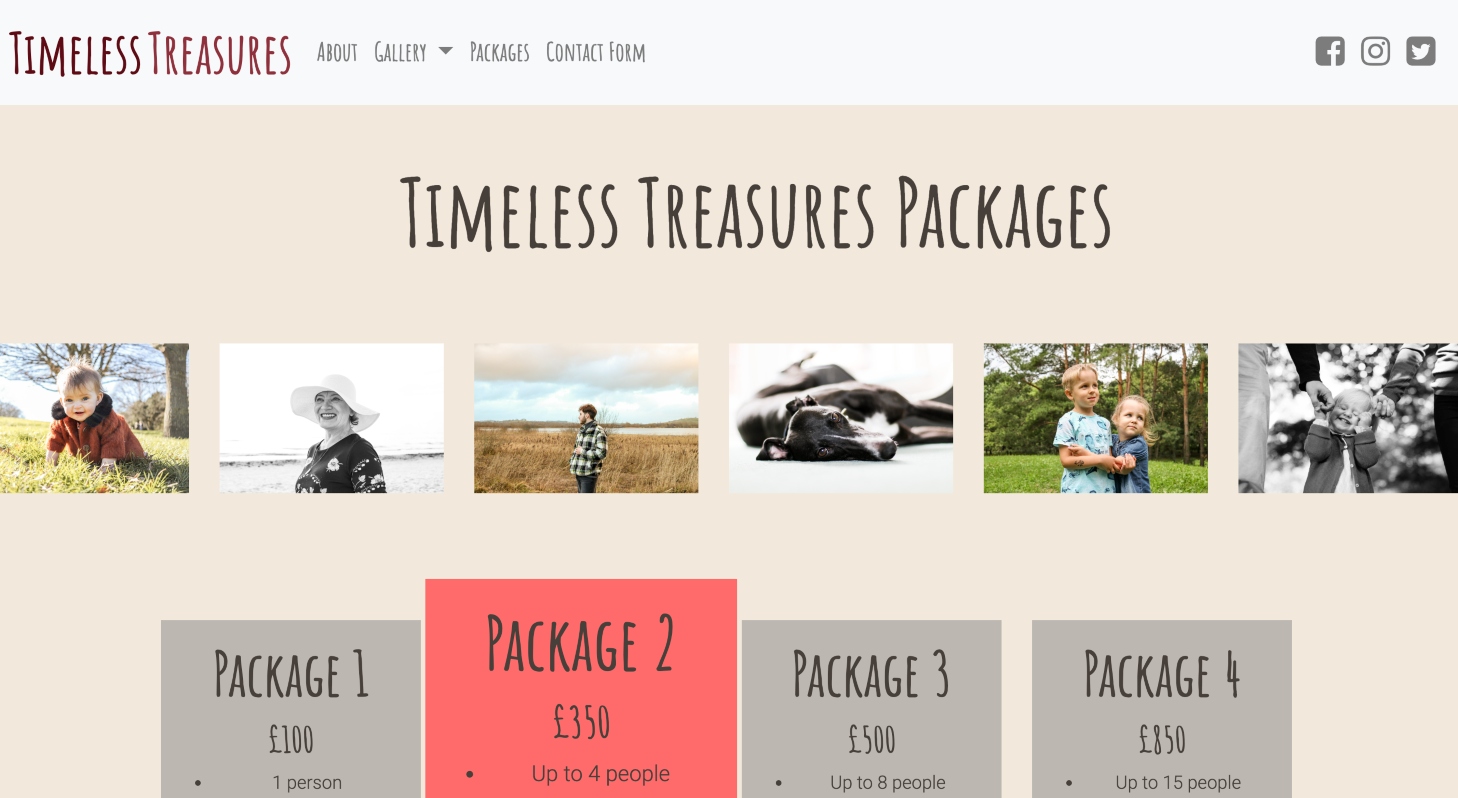 Timeless Treasures About Gallery Packages Contact Form
Timeless Treasures Packages
Package 1
£100
• 1 person
Package 2
£350
• Up to 4 people
Package 3
£500
• Up to 8 people
Package 4
£850
• Up to 15 people